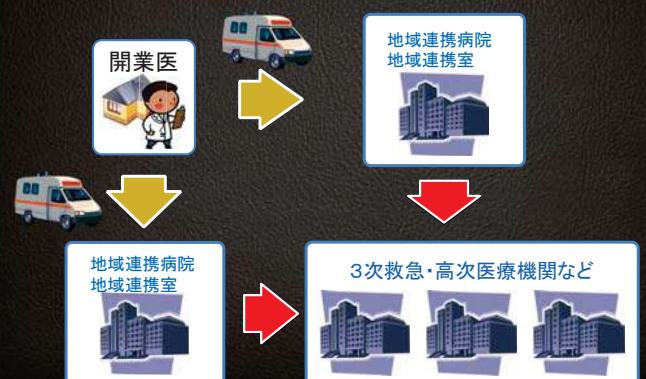 開業医
地域連携病院
地域連携室
地域連携病院
地域連携室
3次救急・高次医療機関など